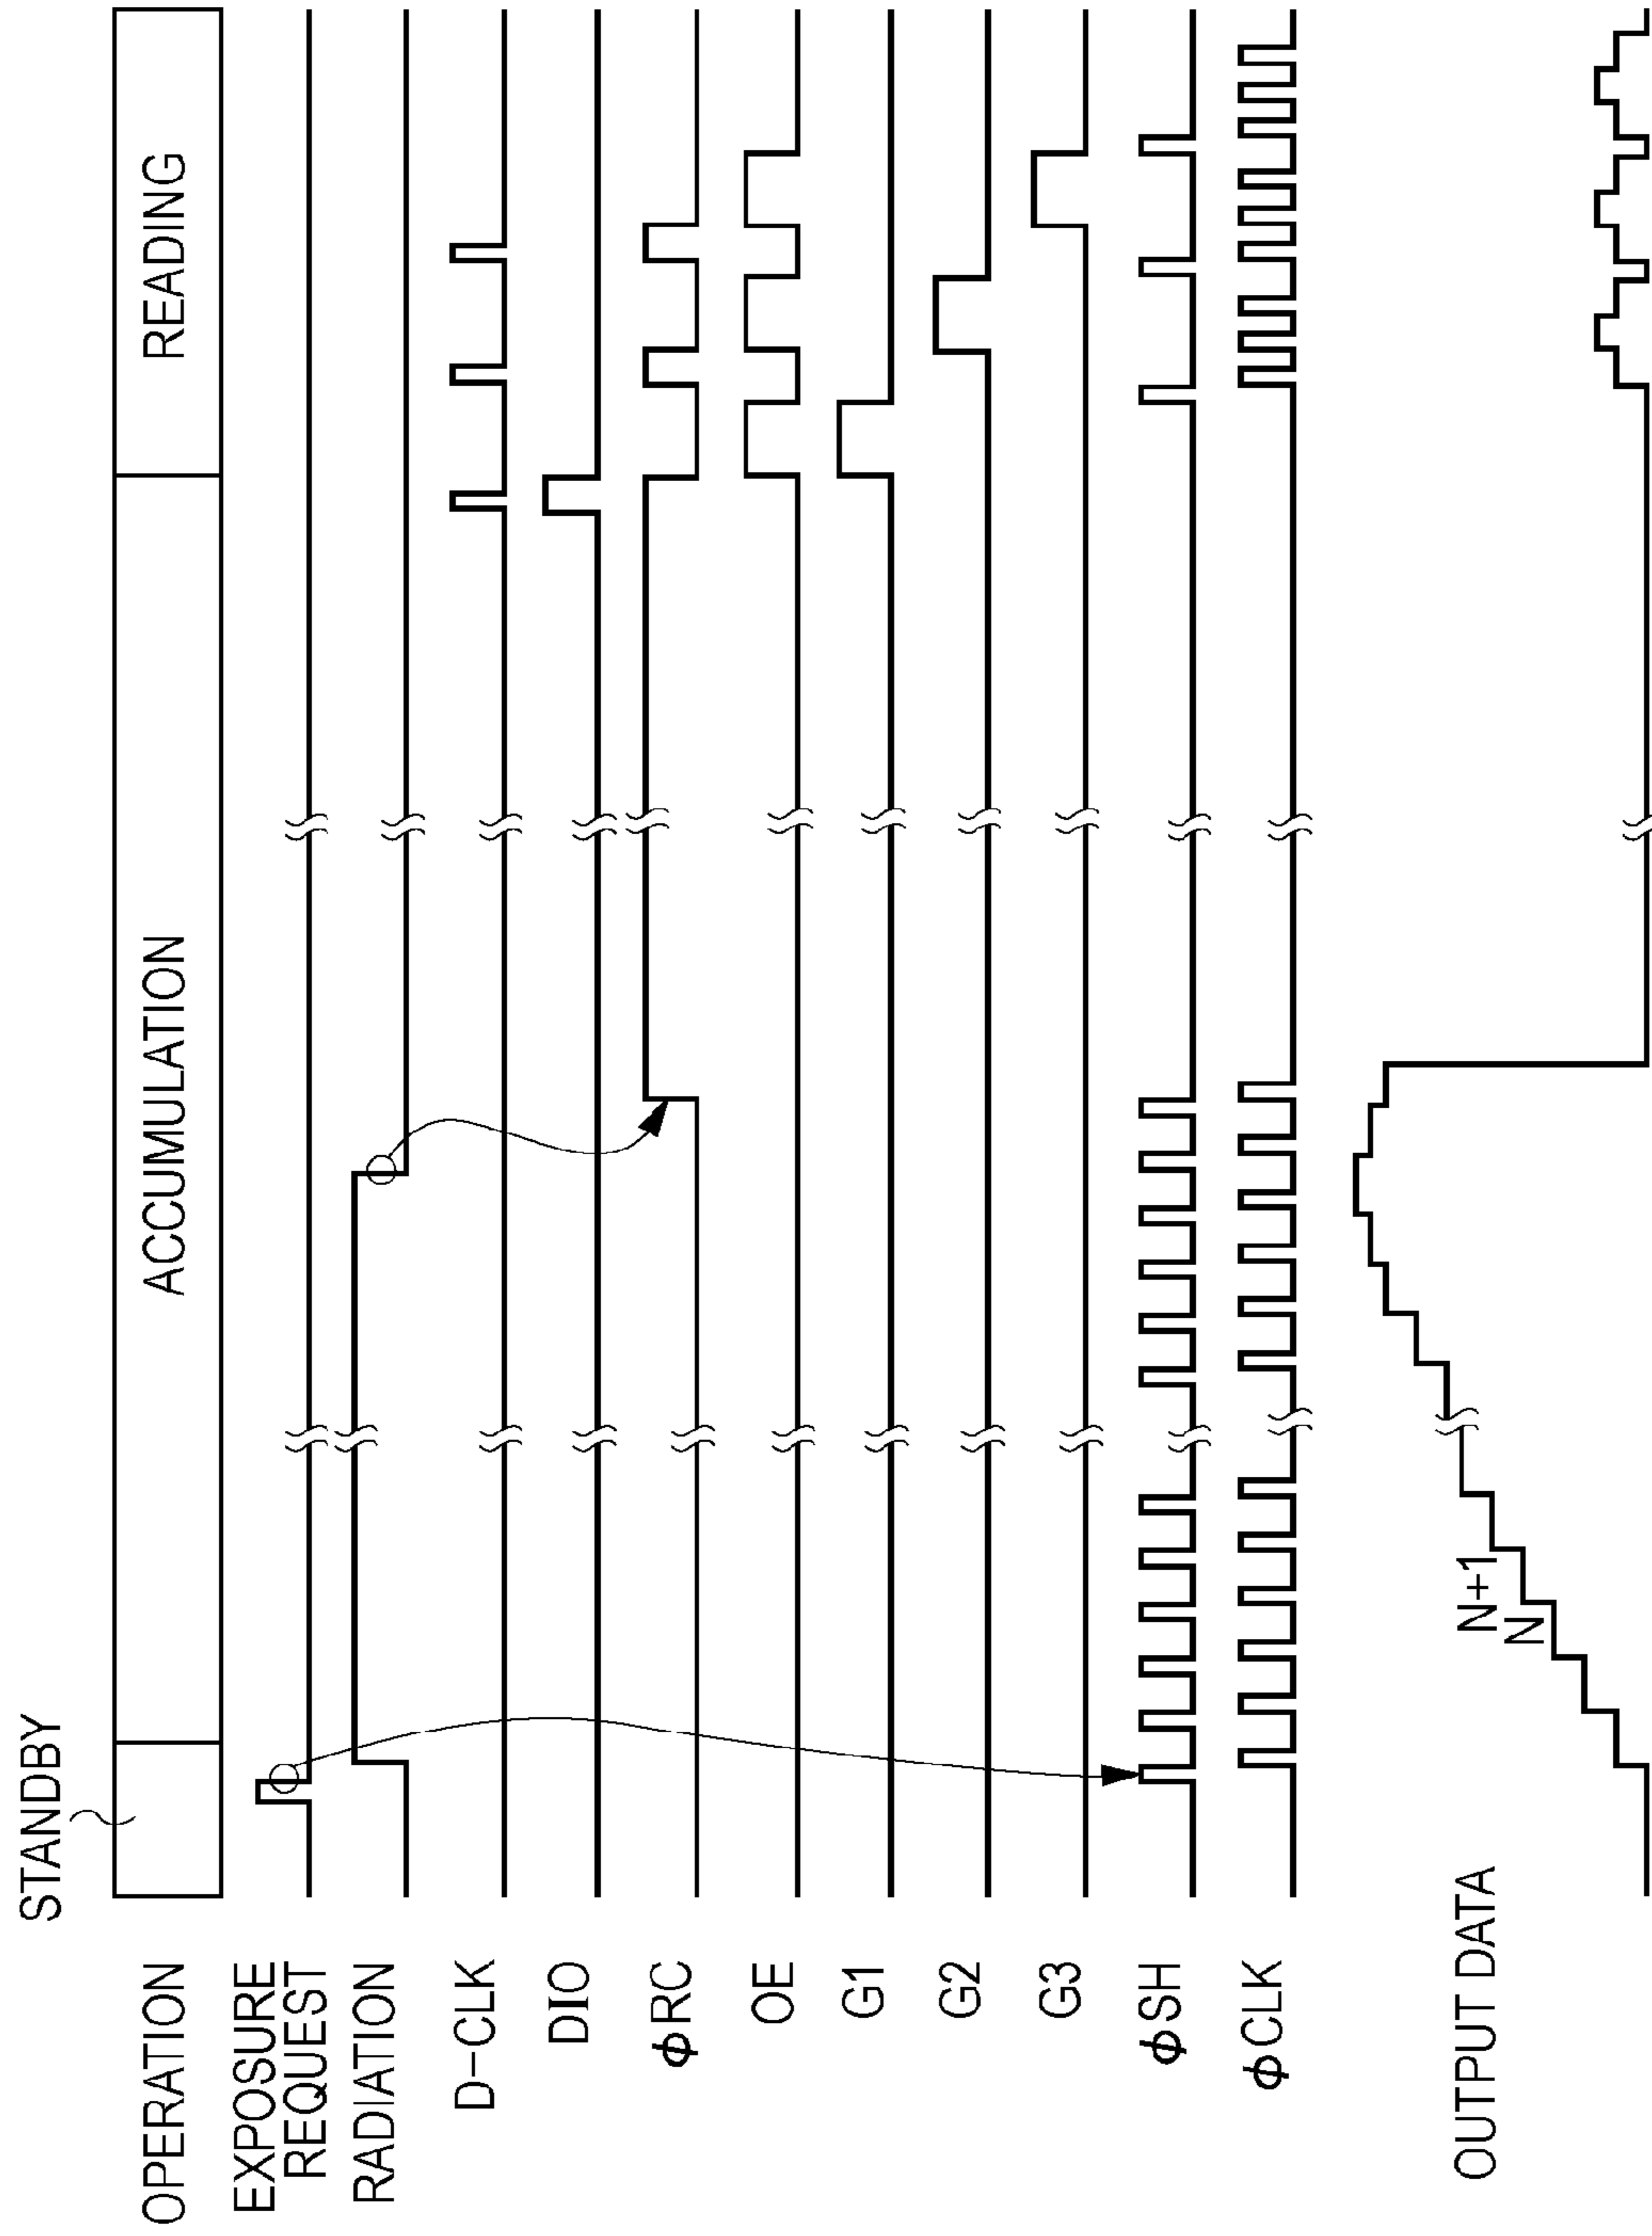 STANDBY
OPERATION
ACCUMULATION
READING
EXPOSURE
REQUEST
RADIATION
D-CLK
DIO
ϕRC
OE
G1
G2
G3
ϕSH
ϕCLK
OUTPUT DATA
N+1
N